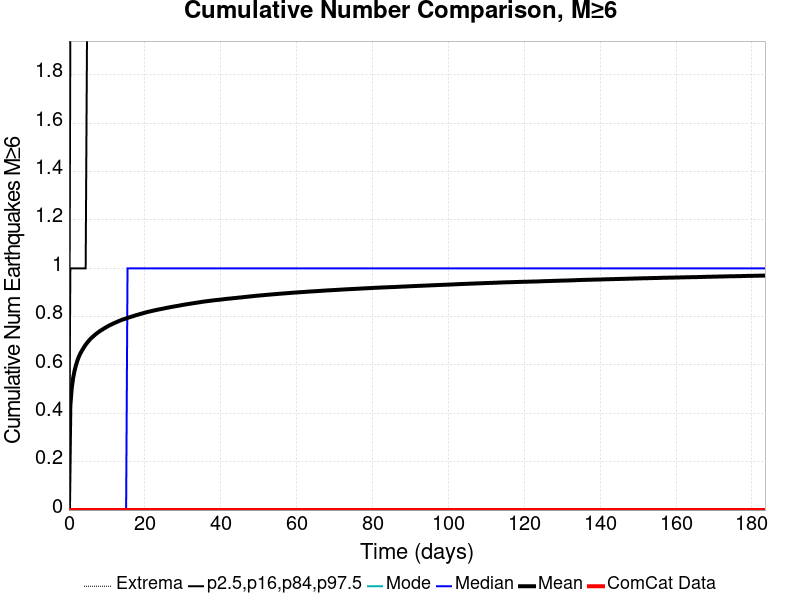 Cumulative Number Comparison, M≥6
Cumulative Num Earthquakes M≥6
1.8
1.6
1.4
1.2
1
0.8
0.6
0.4
0.2
0
0 20 40 60 80 100 120 140 160 180
Time (days)
Extrema p2.5,p16,p84,p97.5 Mode Median Mean ComCat Data